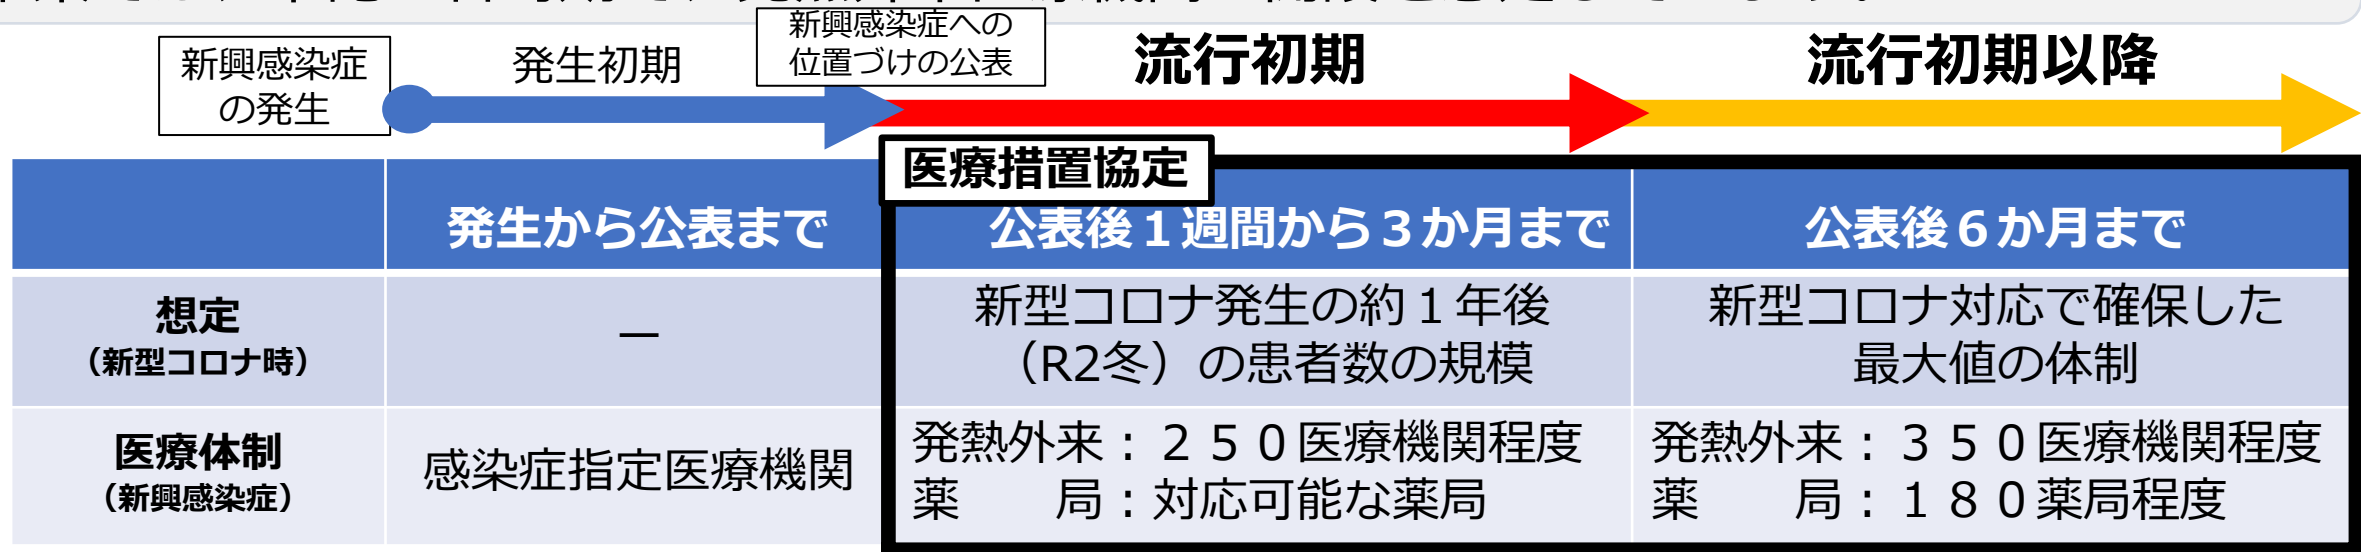 新興感染症
の発生
発生初期
新興感染症への
位置づけの公表
流行初期
流行初期以降
医療措置協定
発生から公表まで
公表後１週間から３か月まで
公表後６か月まで
想定
（新型コロナ時）
―
新型コロナ発生の約１年後
（R2冬）の患者数の規模
新型コロナ対応で確保した
最大値の体制
医療体制
（新興感染症）
感染症指定医療機関
発熱外来：２５０医療機関程度
薬　　局：対応可能な薬局
発熱外来：３５０医療機関程度
薬　　局：１８０薬局程度